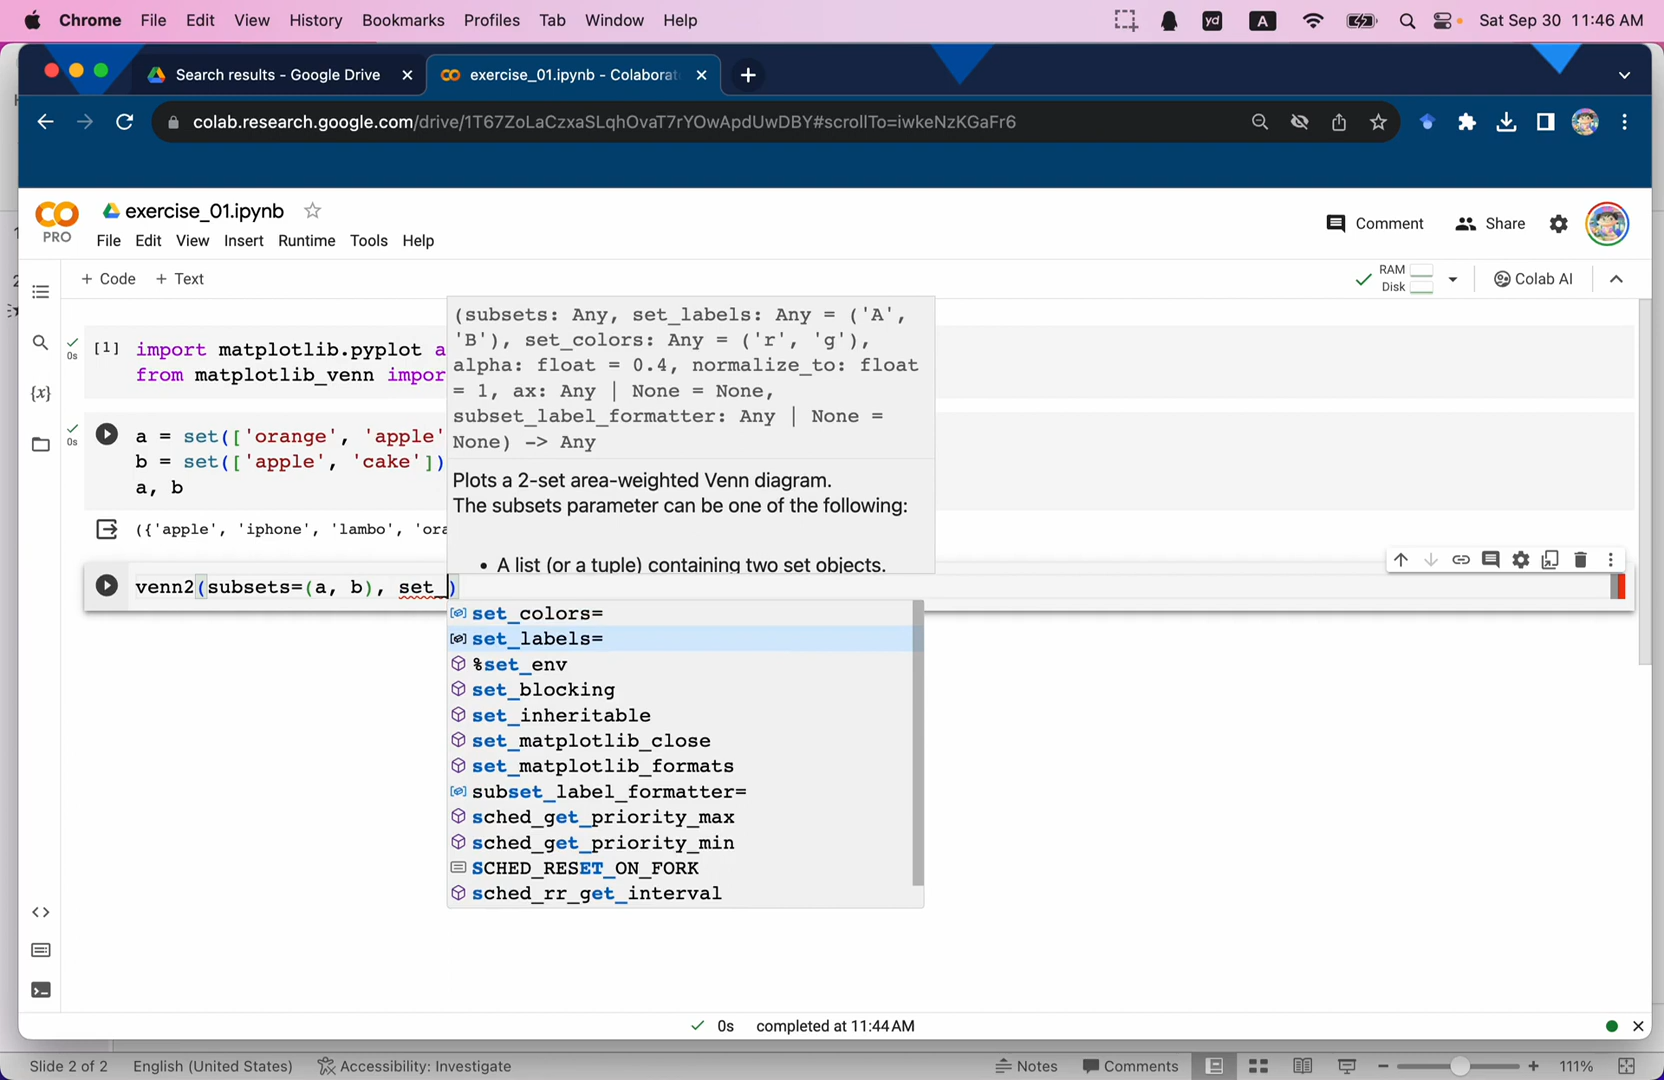 Chrome File Edit View History Bookmarks Profiles Tab Window Help yd A Sat Sep 30 11:46 AM
Search results - Google Drive exercise_01.ipynb - Colaborat
colab.research.google.com/drive/1T67ZoLaCzxaSLqhOvaT7rYOwApdUwDBY#scrollTo=iwkeNzKGaFr6
PRO exercise_01.ipynb
File Edit View Insert Runtime Tools Help
Comment Share
+ Code + Text
RAM
Disk
Colab AI
0s [1] import matplotlib.pyplot a
from matplotlib_venn impor
0s a = set(['orange', 'apple'
b = set(['apple', 'cake'])
a, b
({'apple', 'iphone', 'lambo', 'ora
(subsets: Any, set_labels: Any = ('A',
'B'), set_colors: Any = ('r', 'g'),
alpha: float = 0.4, normalize_to: float
= 1, ax: Any | None = None,
subset_label_formatter: Any | None =
None) -> Any
Plots a 2-set area-weighted Venn diagram.
The subsets parameter can be one of the following:
• A list (or a tuple) containing two set objects.
venn2(subsets=(a, b), set_)
set_colors=
set_labels=
%set_env
set_blocking
set_inheritable
set_matplotlib_close
set_matplotlib_formats
subset_label_formatter=
sched_get_priority_max
sched_get_priority_min
SCHED_RESET_ON_FORK
sched_rr_get_interval
{x}
<>
0s completed at 11:44 AM
Slide 2 of 2 English (United States) Accessibility: Investigate Notes Comments 111%